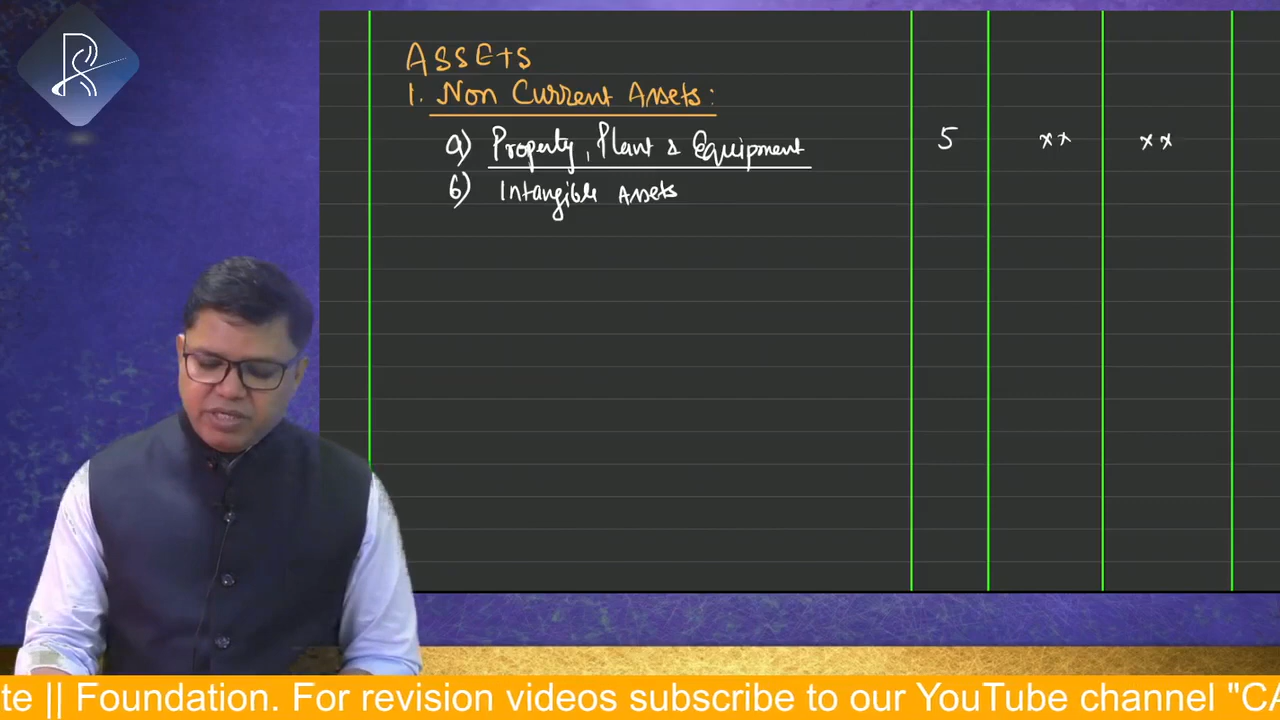 ASSETS
1. Non Current Assets:
a) Property, Plant & Equipment 5 xx xx
b) Intangible Assets
te || Foundation. For revision videos subscribe to our YouTube channel "CA